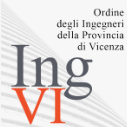 Ordine
degli Ingegneri
della Provincia
di Vicenza
Ing
VI